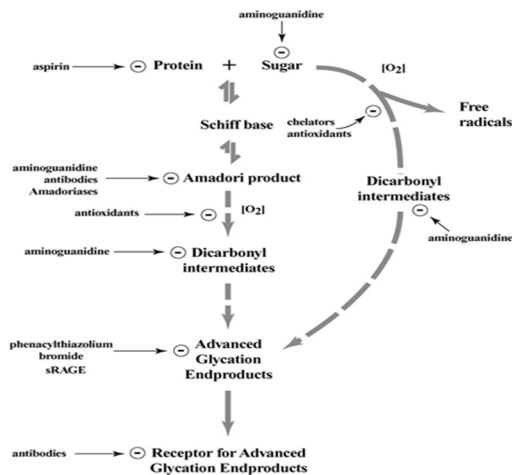 aminoguanidine
aspirin → ⊖ Protein + ⊖ Sugar [O₂]
Free
radicals
chelators ⊖
antioxidants
Schiff base
aminoguanidine
antibodies
Amadoriases
⊖ Amadori product
Dicarbonyl
intermediates
⊖
aminoguanidine
antioxidants ⊖ [O₂]
aminoguanidine ⊖ Dicarbonyl
intermediates
phenacylthiazolium
bromide
sRAGE
⊖ Advanced
Glycation
Endproducts
antibodies ⊖ Receptor for Advanced
Glycation Endproducts